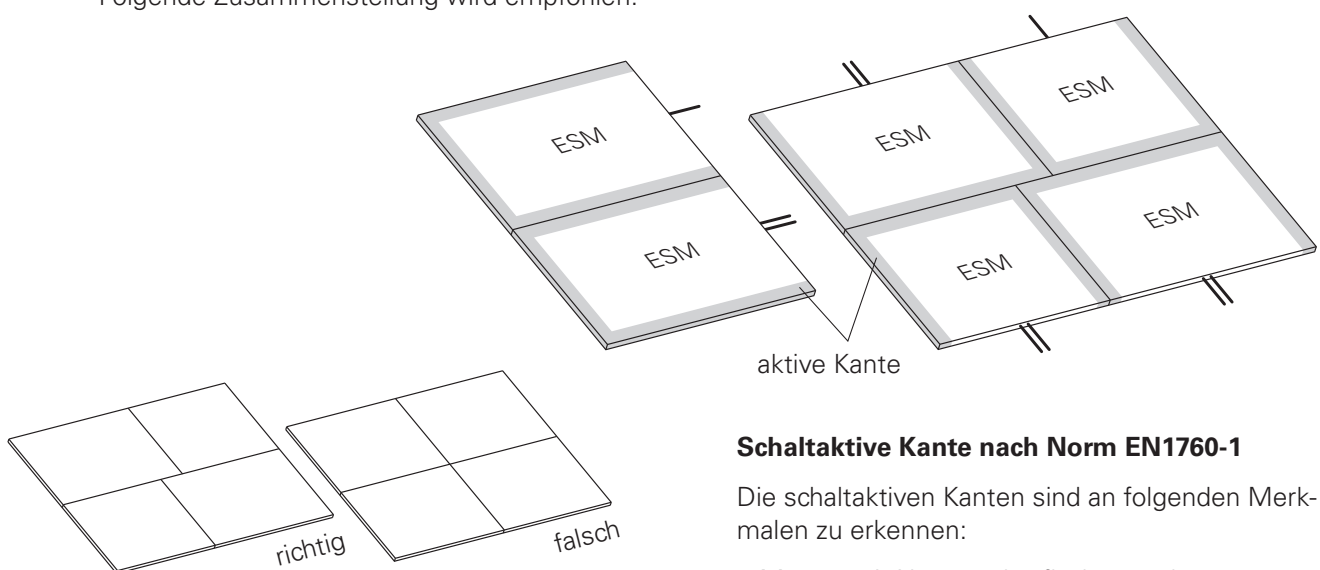 Folgende Zusammenstellung wird empfohlen:
ESM
ESM
ESM
ESM
ESM
ESM
aktive Kante
richtig
falsch
Schaltaktive Kante nach Norm EN1760-1
Die schaltaktiven Kanten sind an folgenden Merk-
malen zu erkennen: